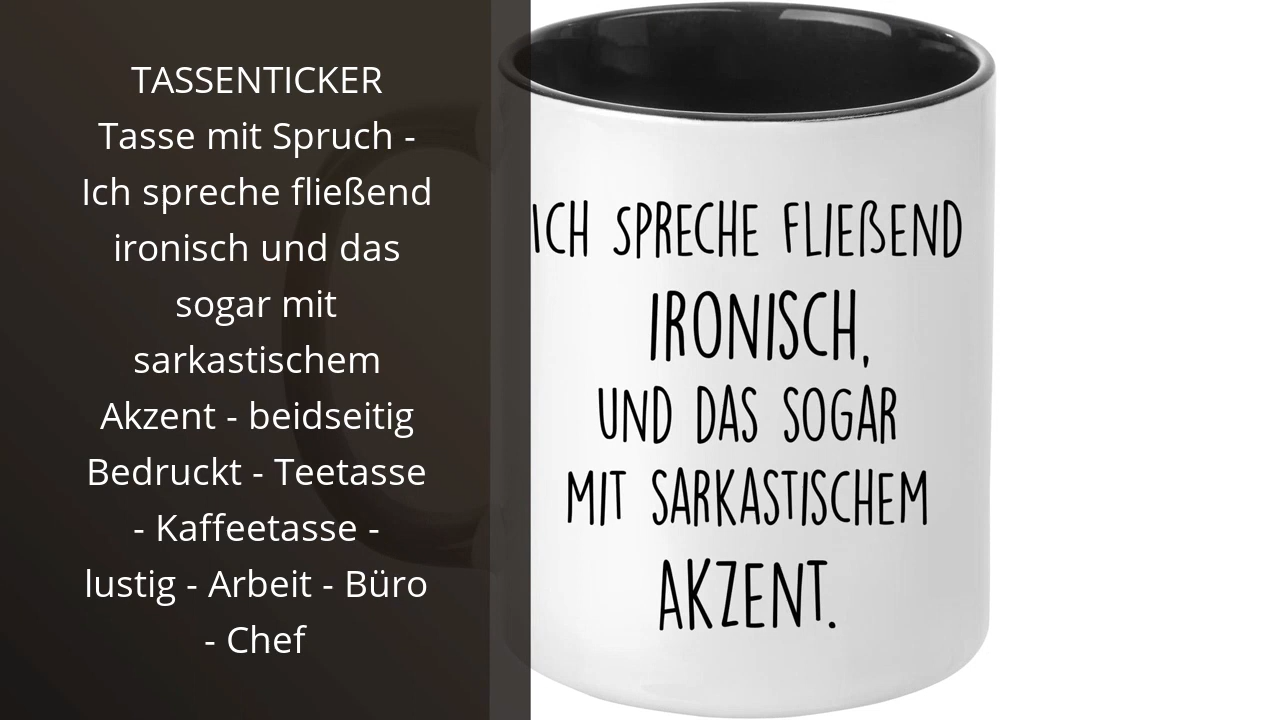 TASSENTICKER
Tasse mit Spruch -
Ich spreche fließend
ironisch und das
sogar mit
sarkastischem
Akzent - beidseitig
Bedruckt - Teetasse
- Kaffeetasse -
lustig - Arbeit - Büro
- Chef
ICH SPRECHE FLIEßEND
IRONISCH,
UND DAS SOGAR
MIT SARKASTISCHEM
AKZENT.